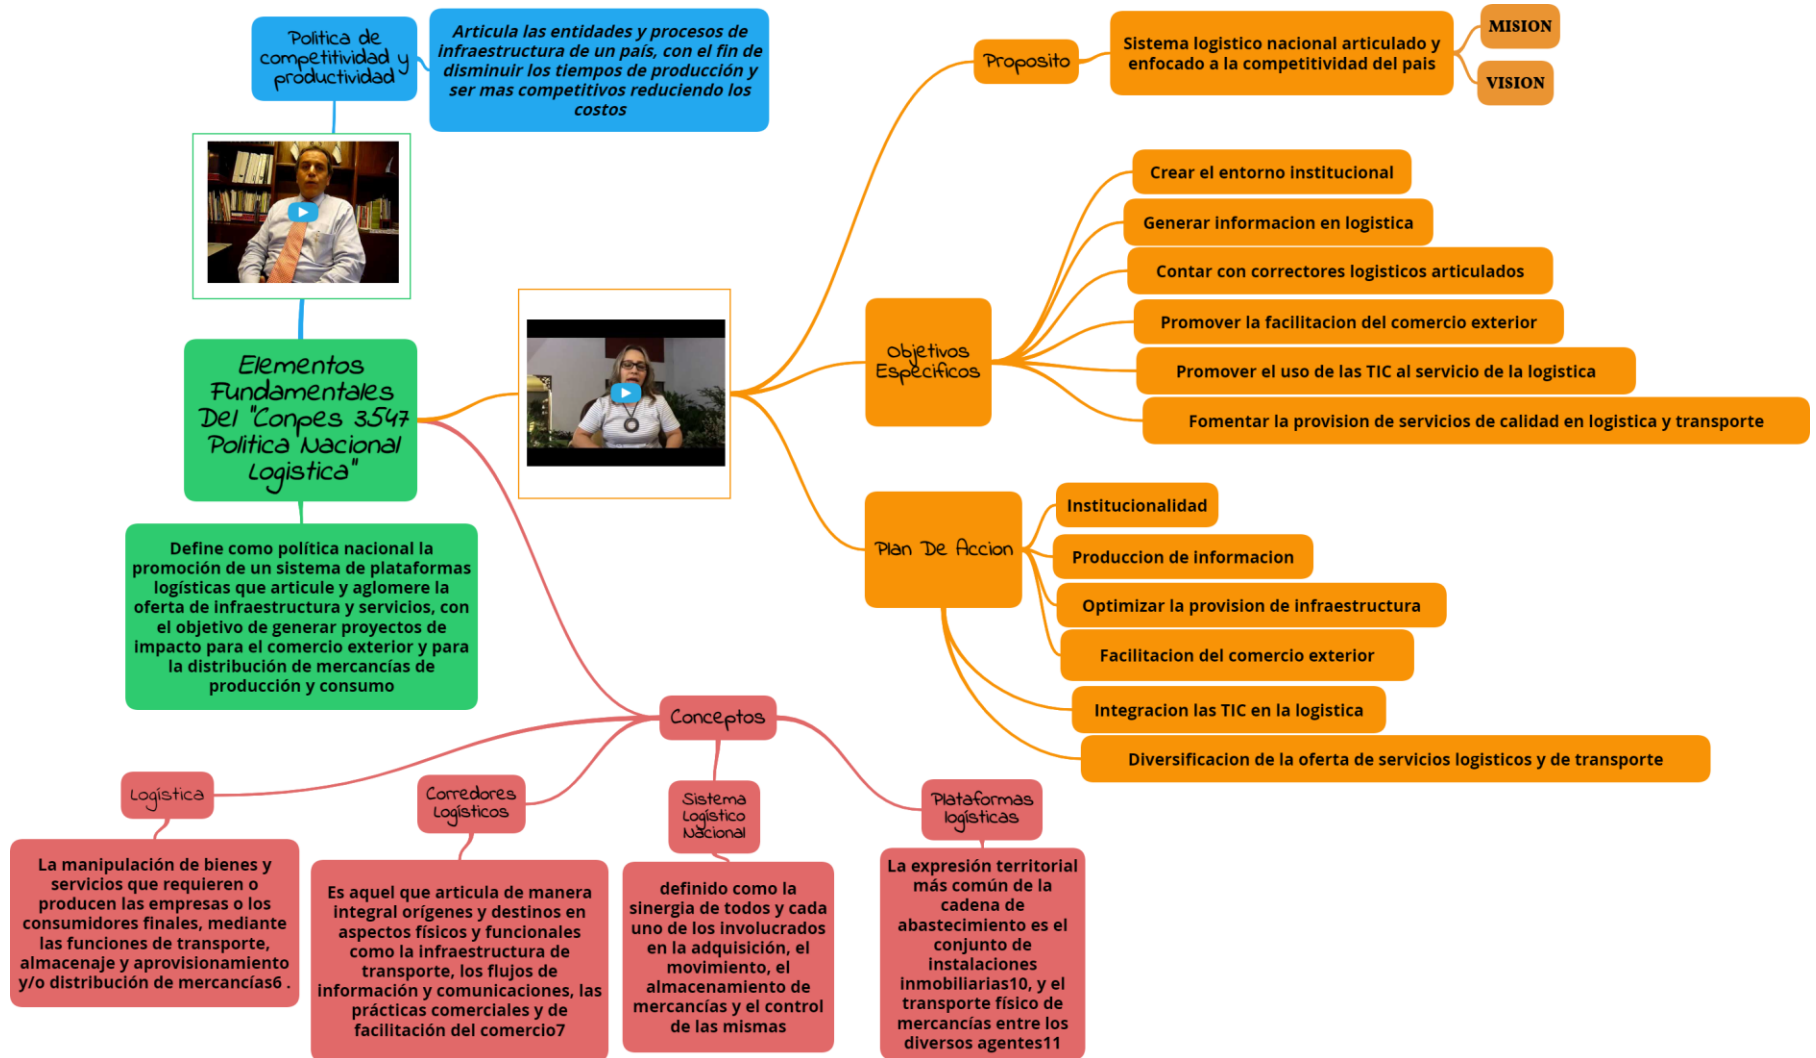 Politica de
competitividad y
productividad
Articula las entidades y procesos de
infraestructura de un país, con el fin de
disminuir los tiempos de producción y
ser mas competitivos reduciendo los
costos
Elementos
Fundamentales
Del "Conpes 3547
Politica Nacional
Logistica"
Define como política nacional la
promoción de un sistema de plataformas
logísticas que articule y aglomere la
oferta de infraestructura y servicios, con
el objetivo de generar proyectos de
impacto para el comercio exterior y para
la distribución de mercancías de
producción y consumo
Proposito
Sistema logistico nacional articulado y
enfocado a la competitividad del pais
MISION
VISION
Objetivos
Especificos
Crear el entorno institucional
Generar informacion en logistica
Contar con correctores logisticos articulados
Promover la facilitacion del comercio exterior
Promover el uso de las TIC al servicio de la logistica
Fomentar la provision de servicios de calidad en logistica y transporte
Plan De Accion
Institucionalidad
Produccion de informacion
Optimizar la provision de infraestructura
Facilitacion del comercio exterior
Integracion las TIC en la logistica
Diversificacion de la oferta de servicios logisticos y de transporte
Conceptos
Logística
La manipulación de bienes y
servicios que requieren o
producen las empresas o los
consumidores finales, mediante
las funciones de transporte,
almacenaje y aprovisionamiento
y/o distribución de mercancías6 .
Corredores
Logísticos
Es aquel que articula de manera
integral orígenes y destinos en
aspectos físicos y funcionales
como la infraestructura de
transporte, los flujos de
información y comunicaciones, las
prácticas comerciales y de
facilitación del comercio7
Sistema
Logístico
Nacional
definido como la
sinergia de todos y cada
uno de los involucrados
en la adquisición, el
movimiento, el
almacenamiento de
mercancías y el control
de las mismas
Plataformas
logísticas
La expresión territorial
más común de la
cadena de
abastecimiento es el
conjunto de
instalaciones
inmobiliarias10, y el
transporte físico de
mercancías entre los
diversos agentes11